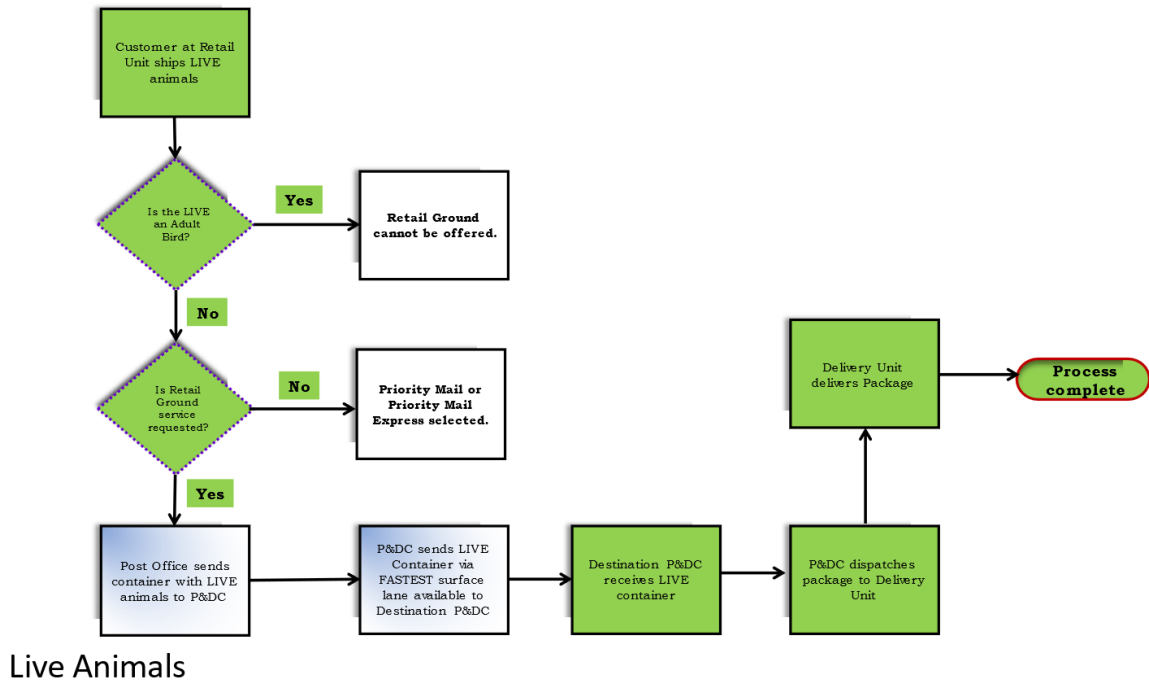 Customer at Retail
Unit ships LIVE
animals
Is the LIVE
an Adult
Bird?
Yes
Retail Ground
cannot be offered.
No
Is Retail
Ground
service
requested?
No
Priority Mail or
Priority Mail
Express selected.
Yes
Post Office sends
container with LIVE
animals to P&DC
P&DC sends LIVE
Container via
FASTEST surface
lane available to
Destination P&DC
Destination P&DC
receives LIVE
container
P&DC dispatches
package to Delivery
Unit
Delivery Unit
delivers Package
Process
complete
Live Animals